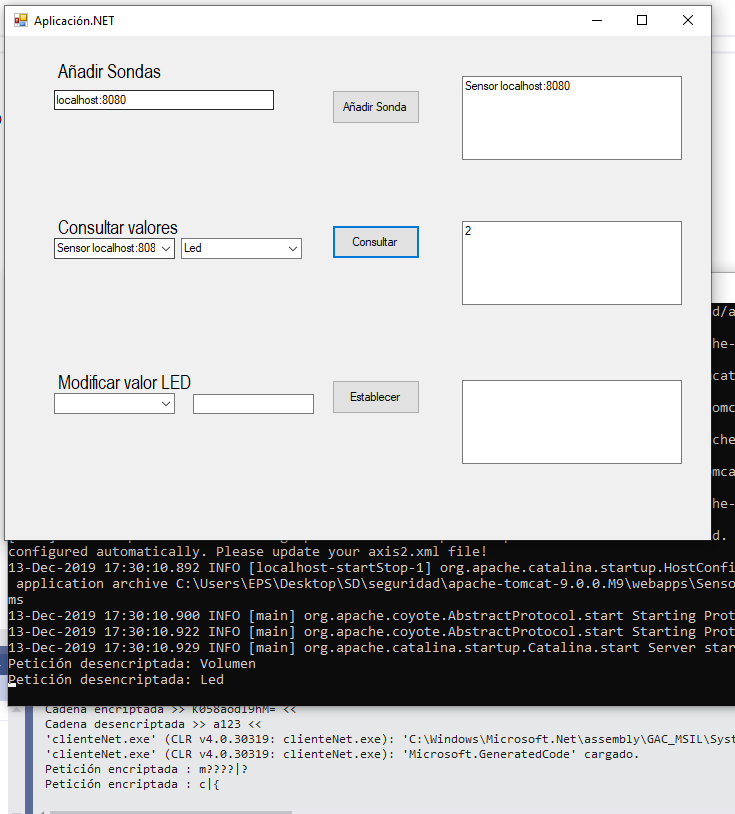 Aplicación.NET
Añadir Sondas
localhost:8080
Añadir Sonda
Sensor localhost:8080
Consultar valores
Sensor localhost:808
Led
Consultar
2
Modificar valor LED
Establecer
d/a
he-
cat
omc
che
mca
he-
d.
configured automatically. Please update your axis2.xml file!
13-Dec-2019 17:30:10.892 INFO [localhost-startStop-1] org.apache.catalina.startup.HostConfi
application archive C:\Users\EPS\Desktop\SD\seguridad\apache-tomcat-9.0.0.M9\webapps\Senso
ms
13-Dec-2019 17:30:10.900 INFO [main] org.apache.coyote.AbstractProtocol.start Starting Prot
13-Dec-2019 17:30:10.922 INFO [main] org.apache.coyote.AbstractProtocol.start Starting Prot
13-Dec-2019 17:30:10.929 INFO [main] org.apache.catalina.startup.Catalina.start Server star
Petición desencriptada: Volumen
Petición desencriptada: Led
Cadena encriptada >> K058aod19hM= <<
Cadena desencriptada >> a123 <<
'clienteNet.exe' (CLR v4.0.30319: clienteNet.exe): 'C:\Windows\Microsoft.Net\assembly\GAC_MSIL\Syst
'clienteNet.exe' (CLR v4.0.30319: clienteNet.exe): 'Microsoft.GeneratedCode' cargado.
Petición encriptada : m????|?
Petición encriptada : c|{